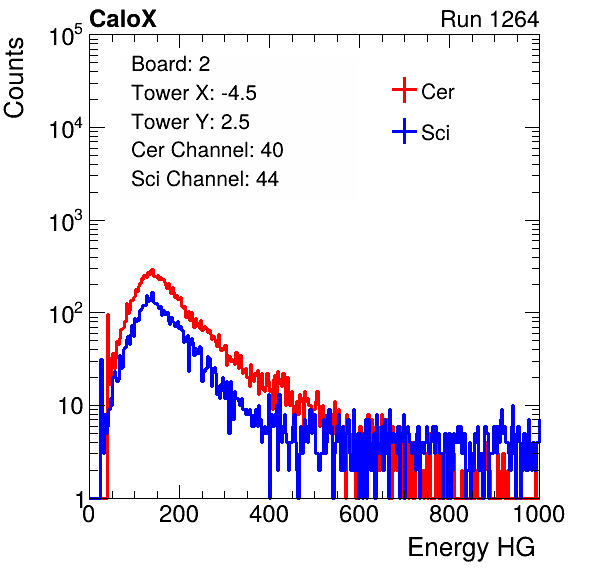 CaloX Run 1264
Counts
10^5
10^4
10^3
10^2
10
1
Board: 2
Tower X: -4.5
Tower Y: 2.5
Cer Channel: 40
Sci Channel: 44
Cer
Sci
0 200 400 600 800 1000
Energy HG